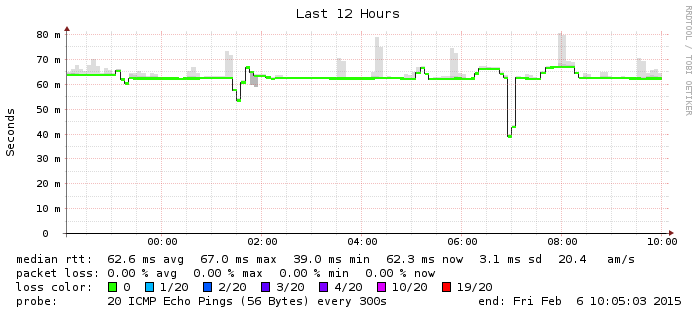 Last 12 Hours
RRDTOOL / TOBI OETIKER
Seconds
80 m
70 m
60 m
50 m
40 m
30 m
20 m
10 m
0
00:00 02:00 04:00 06:00 08:00 10:00
median rtt: 62.6 ms avg 67.0 ms max 39.0 ms min 62.3 ms now 3.1 ms sd 20.4 am/s
packet loss: 0.00 % avg 0.00 % max 0.00 % min 0.00 % now
loss color: 0 1/20 2/20 3/20 4/20 10/20 19/20
probe: 20 ICMP Echo Pings (56 Bytes) every 300s end: Fri Feb 6 10:05:03 2015